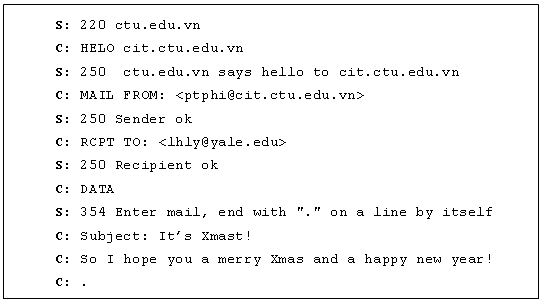 S: 220 ctu.edu.vn
C: HELO cit.ctu.edu.vn
S: 250  ctu.edu.vn says hello to cit.ctu.edu.vn
C: MAIL FROM: <ptphi@cit.ctu.edu.vn>
S: 250 Sender ok
C: RCPT TO: <lhly@yale.edu>
S: 250 Recipient ok
C: DATA
S: 354 Enter mail, end with "." on a line by itself
C: Subject: It’s Xmast!
C: So I hope you a merry Xmas and a happy new year!
C: .